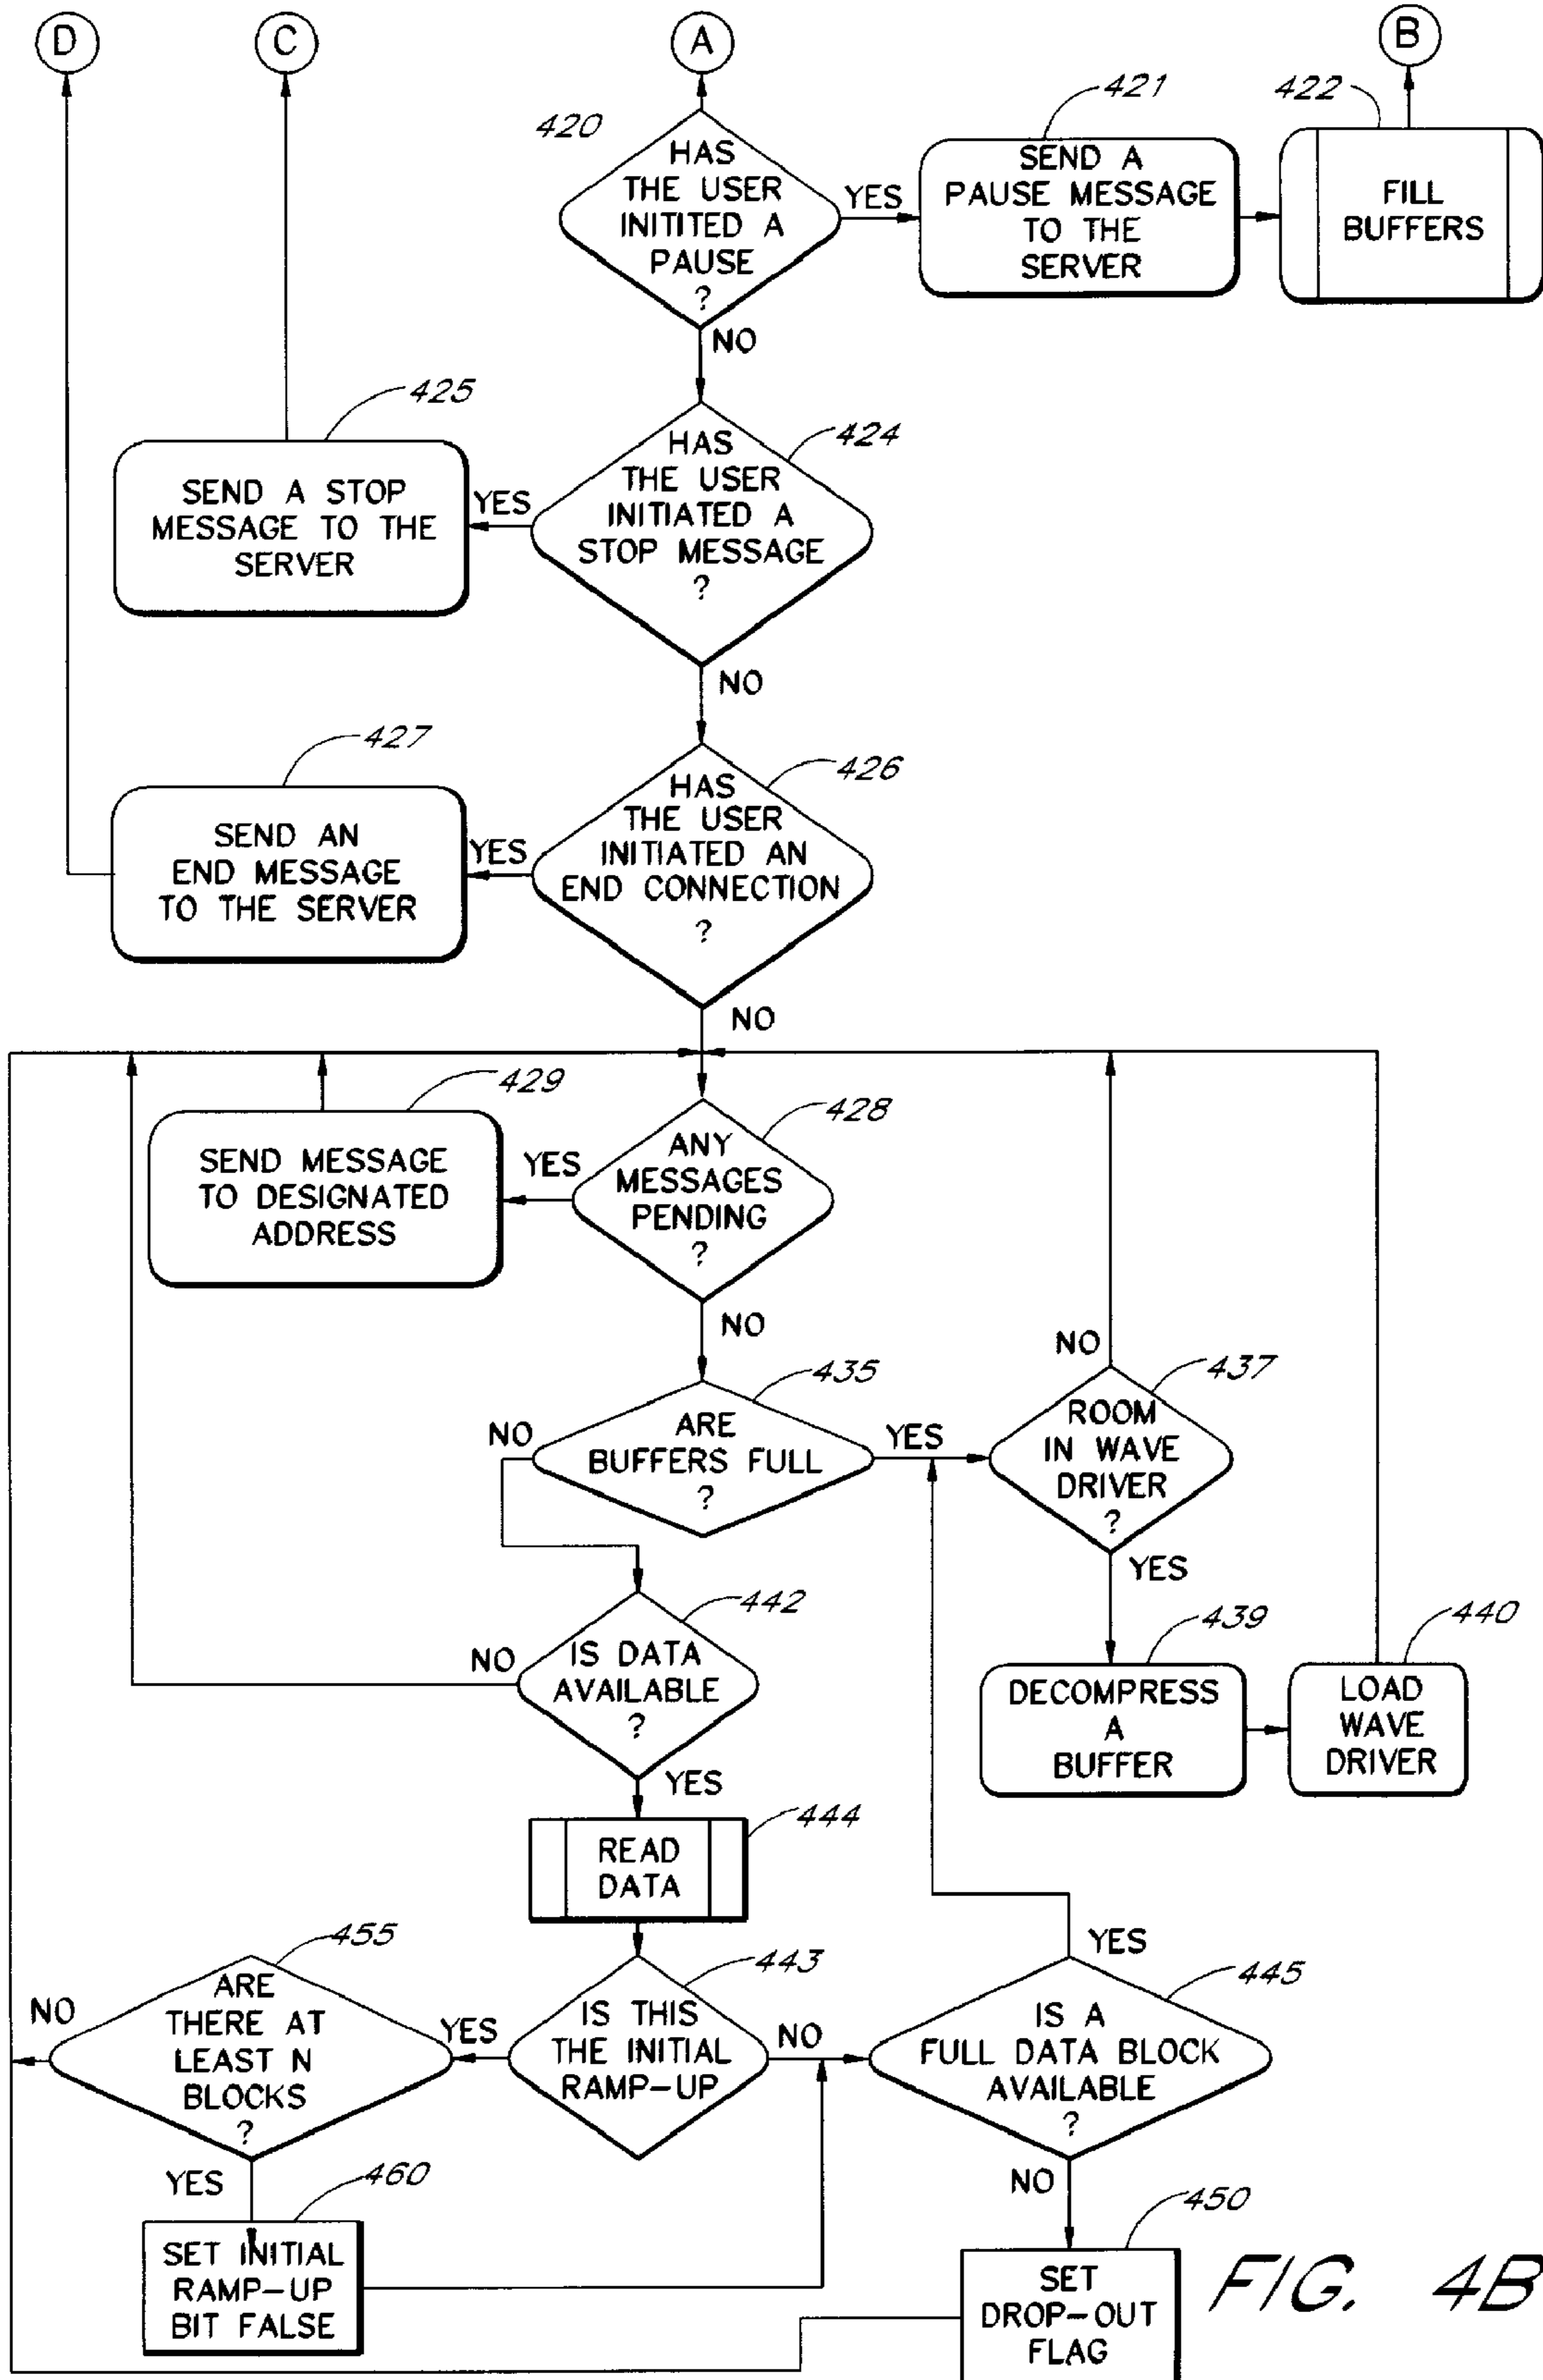 D
C
A
B
420
HAS
THE USER
INITITED A
PAUSE
?
YES
421
SEND A
PAUSE MESSAGE
TO THE
SERVER
422
FILL
BUFFERS
NO
425
SEND A STOP
MESSAGE TO THE
SERVER
YES
424
HAS
THE USER
INITIATED A
STOP MESSAGE
?
NO
427
SEND AN
END MESSAGE
TO THE SERVER
YES
426
HAS
THE USER
INITIATED AN
END CONNECTION
?
NO
429
SEND MESSAGE
TO DESIGNATED
ADDRESS
YES
428
ANY
MESSAGES
PENDING
?
NO
435
NO
ARE
BUFFERS FULL
?
YES
NO
437
ROOM
IN WAVE
DRIVER
?
YES
442
NO
IS DATA
AVAILABLE
?
YES
439
DECOMPRESS
A
BUFFER
440
LOAD
WAVE
DRIVER
444
READ
DATA
455
NO
ARE
THERE AT
LEAST N
BLOCKS
?
YES
YES
443
IS THIS
THE INITIAL
RAMP-UP
NO
YES
445
IS A
FULL DATA BLOCK
AVAILABLE
?
NO
460
SET INITIAL
RAMP-UP
BIT FALSE
450
SET
DROP-OUT
FLAG
FIG. 4B